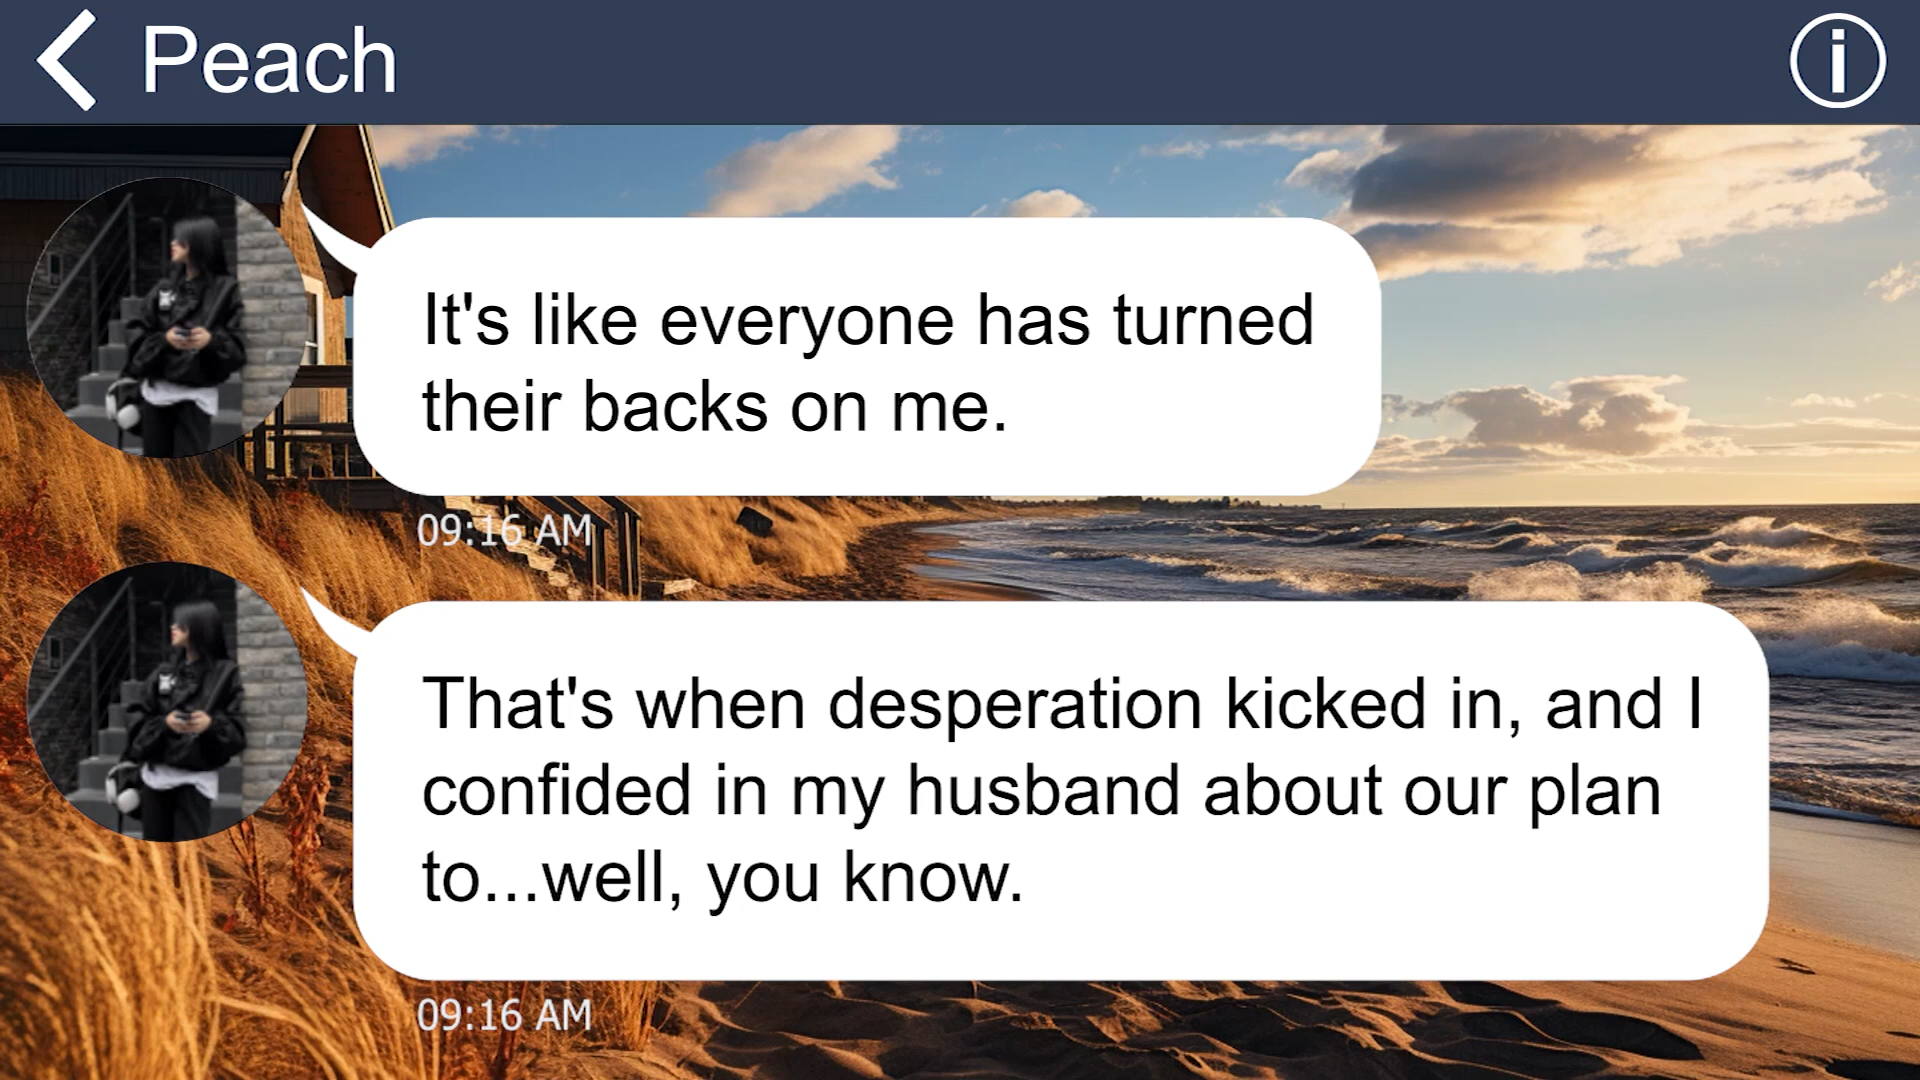 Peach
It's like everyone has turned
their backs on me.
09:16 AM
That's when desperation kicked in, and I
confided in my husband about our plan
to...well, you know.
09:16 AM